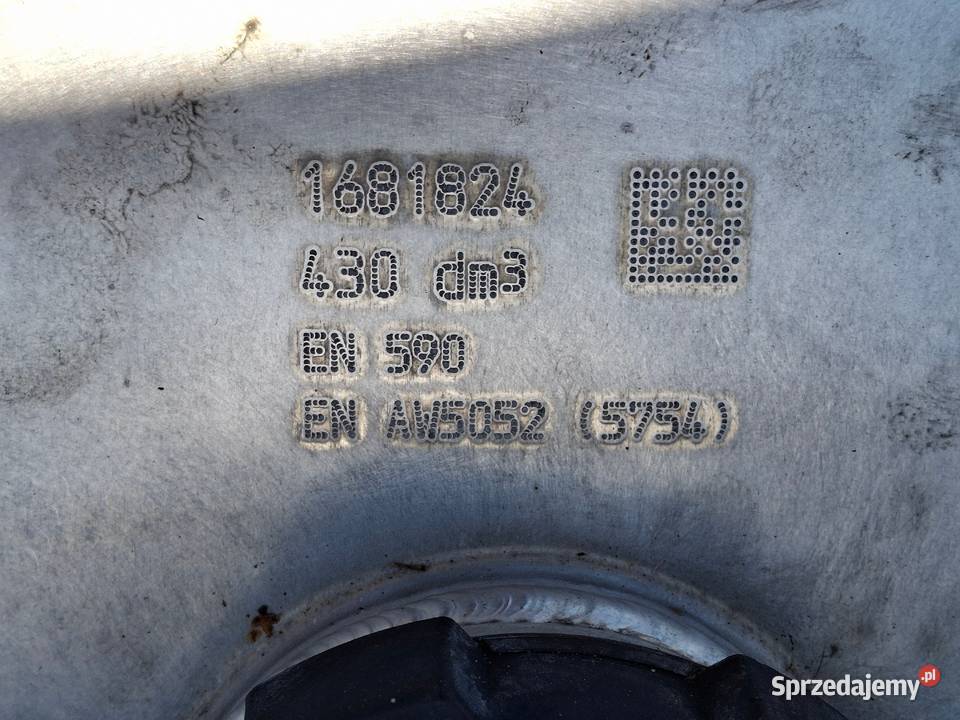 1681824
430 dm3
EN 590
EN AW5052 (5754)
Sprzedajemy.pl